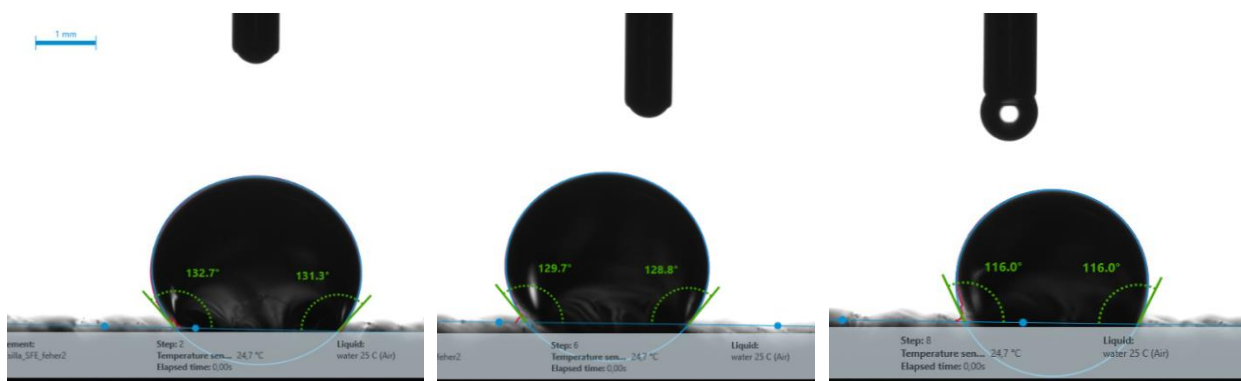 1 mm
132.7°
131.3°
ement:
silla_SFE_feher2
Step: 2
Temperature sen... 24,7 °C
Elapsed time: 0,00s
Liquid:
water 25 C (Air)
129.7°
128.8°
feher2
Step: 6
Temperature sen... 24,7 °C
Elapsed time: 0,00s
Liquid:
water 25 C (Air)
116.0°
116.0°
Step: 8
Temperature sen... 24,7 °C
Elapsed time: 0,00s
Liquid:
water 25 C (Air)